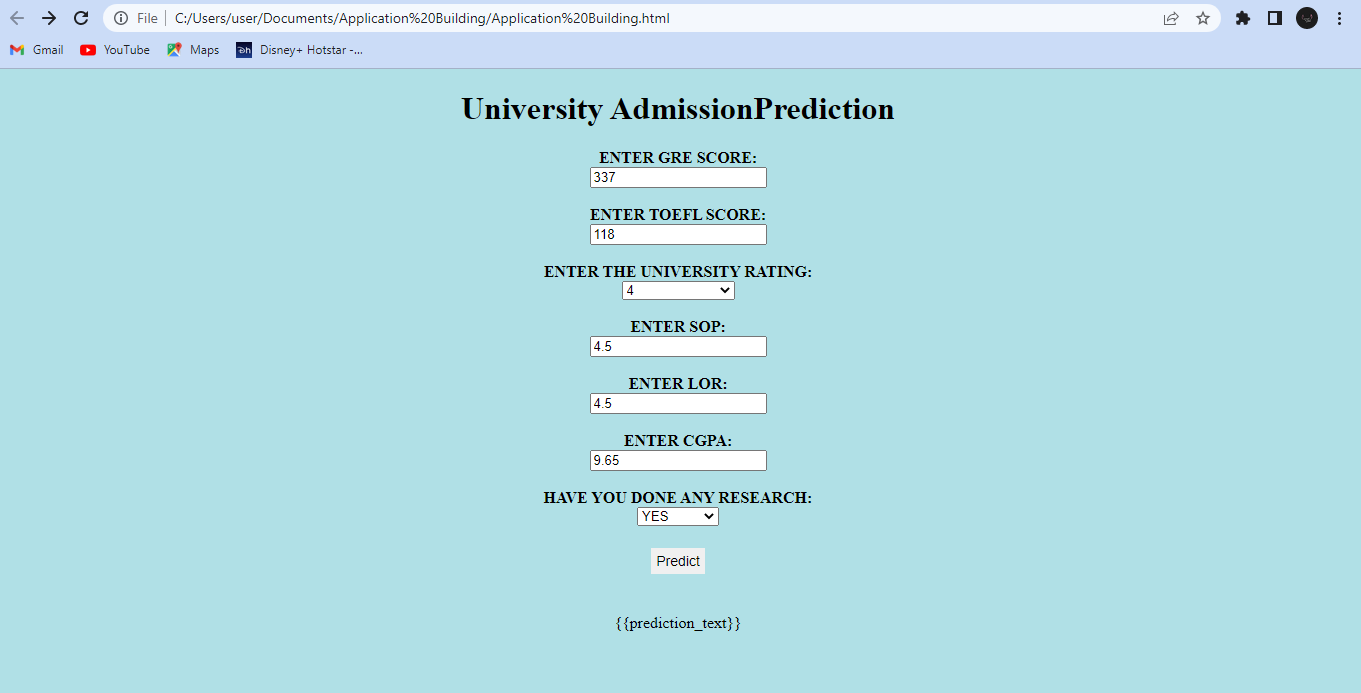 File C:/Users/user/Documents/Application%20Building/Application%20Building.html
Gmail YouTube Maps Disney+ Hotstar -...
University AdmissionPrediction
ENTER GRE SCORE:
337
ENTER TOEFL SCORE:
118
ENTER THE UNIVERSITY RATING:
4
ENTER SOP:
4.5
ENTER LOR:
4.5
ENTER CGPA:
9.65
HAVE YOU DONE ANY RESEARCH:
YES
Predict
{{prediction_text}}